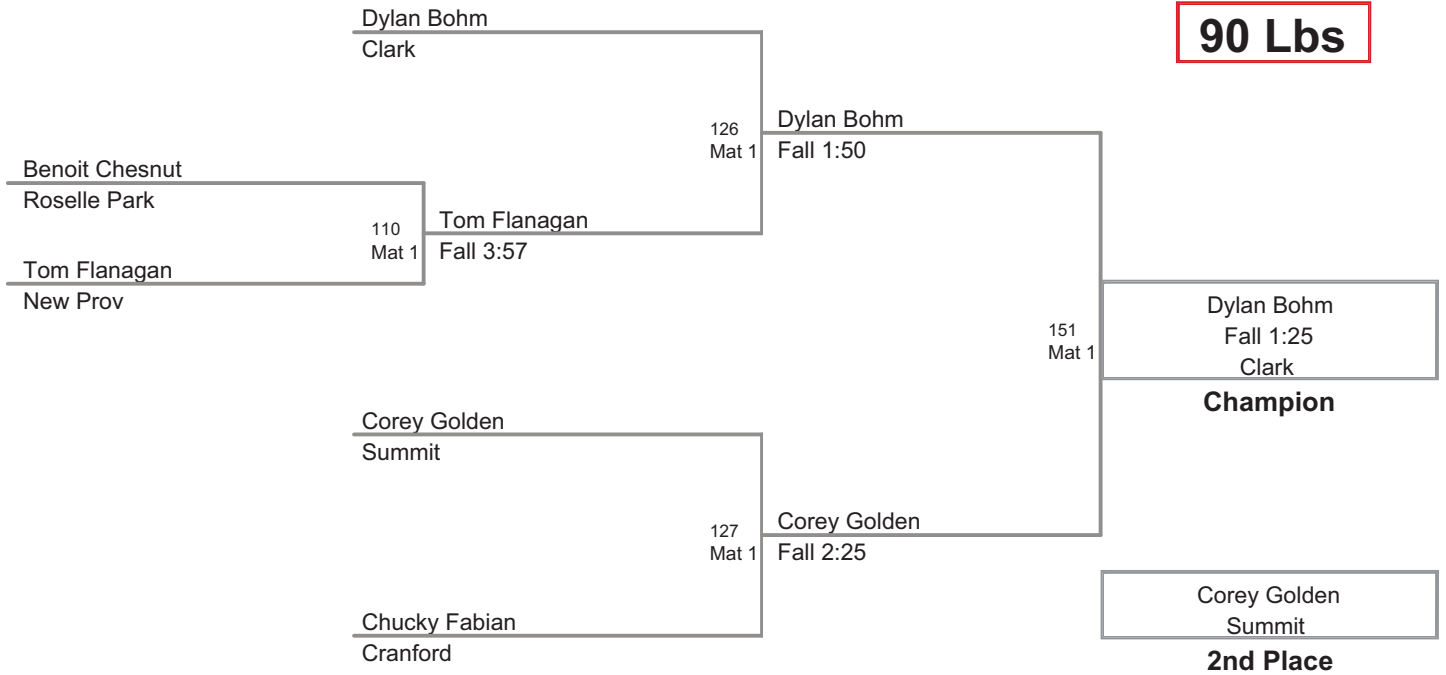 Dylan Bohm
Clark
90 Lbs
126
Mat 1
Dylan Bohm
Fall 1:50
Benoit Chesnut
Roselle Park
110
Mat 1
Tom Flanagan
Fall 3:57
Tom Flanagan
New Prov
151
Mat 1
Dylan Bohm
Fall 1:25
Clark
Champion
Corey Golden
Summit
127
Mat 1
Corey Golden
Fall 2:25
Chucky Fabian
Cranford
Corey Golden
Summit
2nd Place